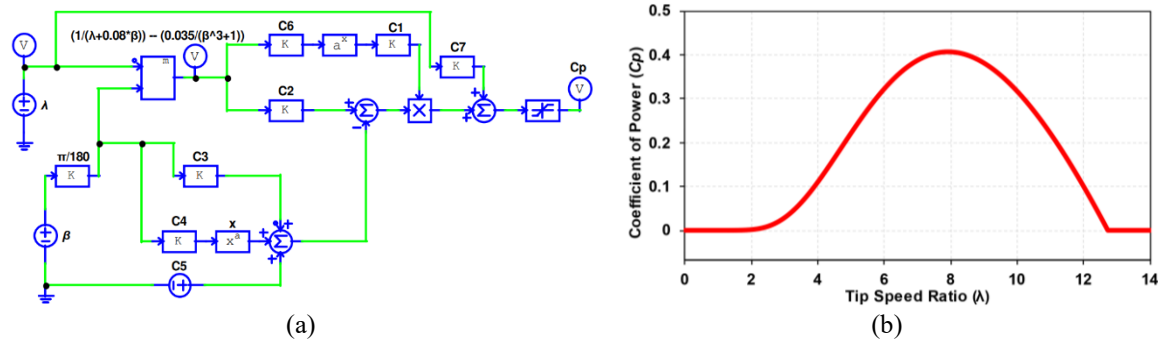 (1/(λ+0.08*β)) – (0.035/(β^3+1))
V
V
m
λ
C6
K
a^x
C1
K
C7
K
Cp
V
C2
K
Σ
X
Σ
π/180
K
C3
K
β
C4
K
x
x^a
Σ
C5
(a)
Coefficient of Power (Cp)
0.5
0.4
0.3
0.2
0.1
0
0 2 4 6 8 10 12 14
Tip Speed Ratio (λ)
(b)